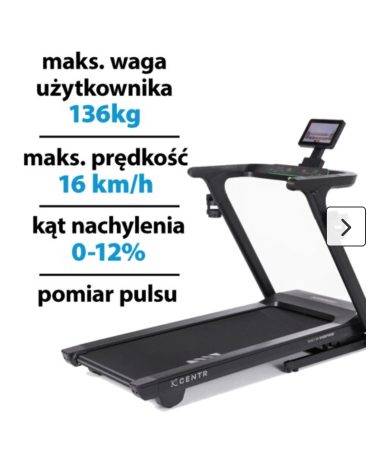 maks. waga
użytkownika
136kg
maks. prędkość
16 km/h
kąt nachylenia
0-12%
pomiar pulsu
CENTR